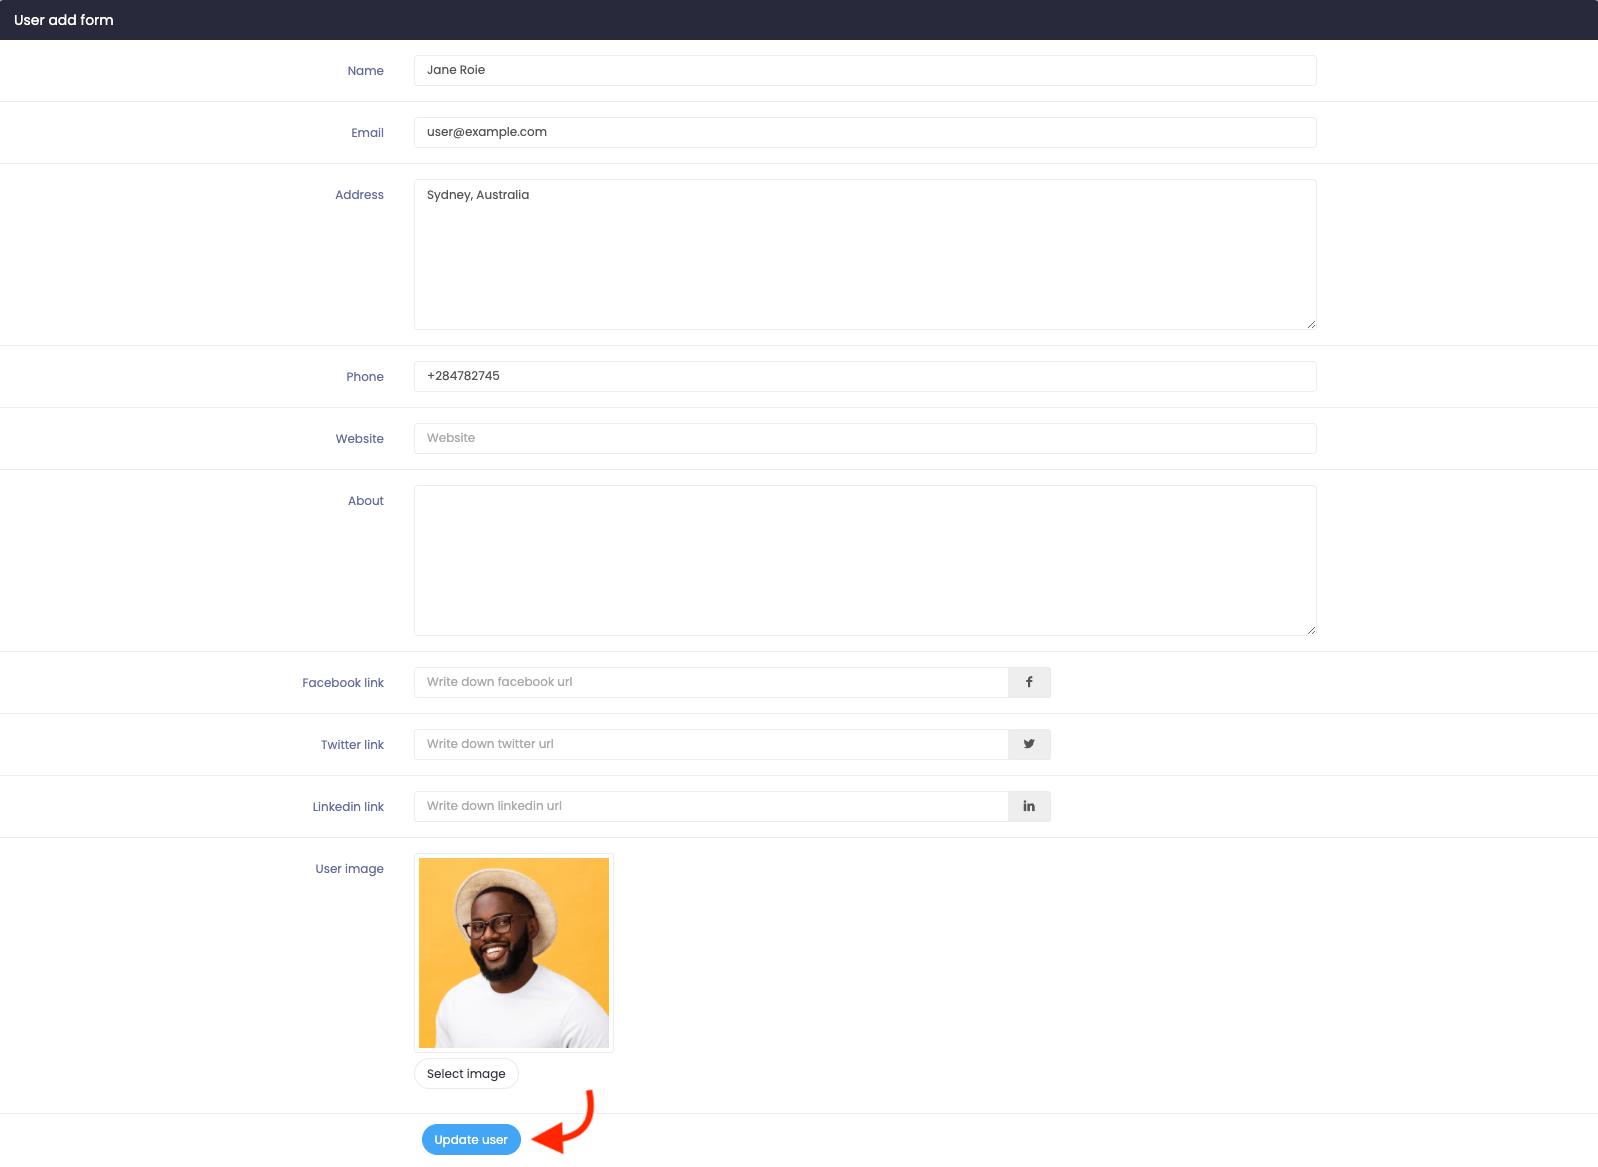 User add form
Name
Jane Roie
Email
user@example.com
Address
Sydney, Australia
Phone
+284782745
Website
Website
About
Facebook link
Write down facebook url
Twitter link
Write down twitter url
Linkedin link
Write down linkedin url
in
User image
Select image
Update user